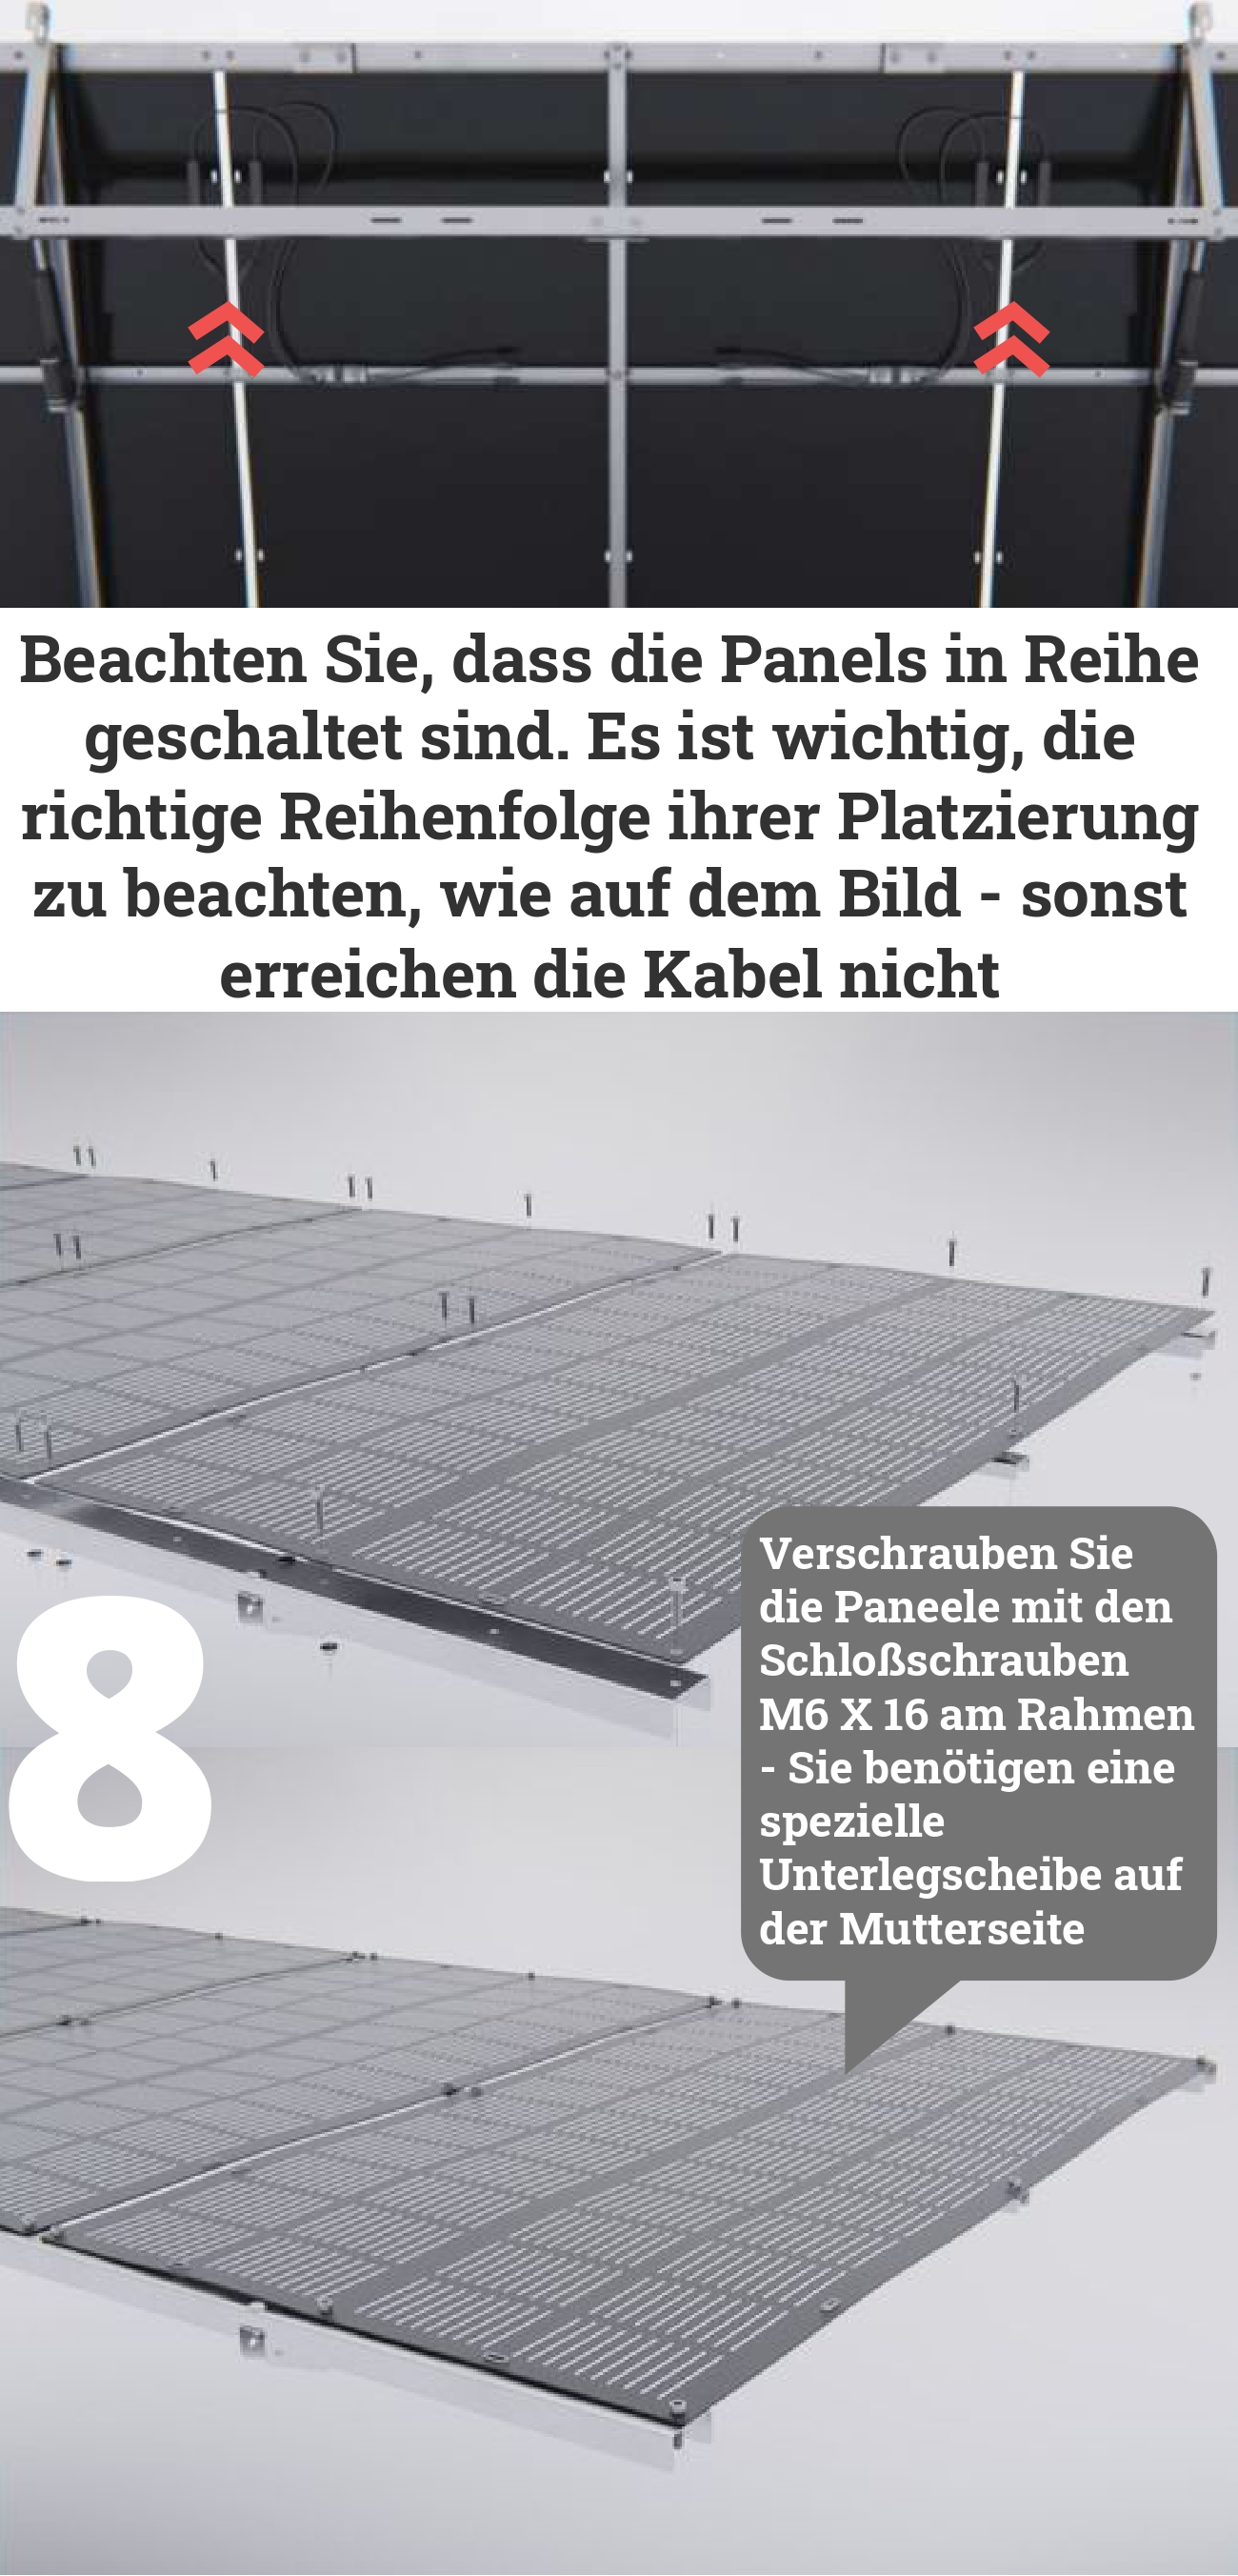 Beachten Sie, dass die Panels in Reihe
geschaltet sind. Es ist wichtig, die
richtige Reihenfolge ihrer Platzierung
zu beachten, wie auf dem Bild - sonst
erreichen die Kabel nicht
Verschrauben Sie
die Paneele mit den
Schloßschrauben
M6 X 16 am Rahmen
- Sie benötigen eine
spezielle
Unterlegscheibe auf
der Mutterseite
8